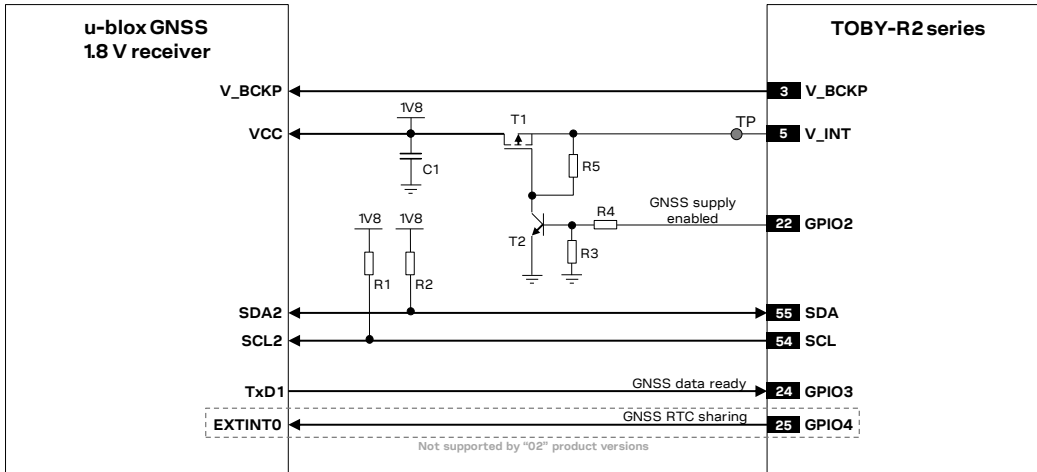 u-blox GNSS
1.8 V receiver
TOBY-R2 series
V_BCKP
3 V_BCKP
1V8
T1
TP
VCC
5 V_INT
C1
R5
GNSS supply
enabled
R4
22 GPIO2
1V8
1V8
T2
R3
R1
R2
SDA2
55 SDA
SCL2
54 SCL
TxD1
GNSS data ready
24 GPIO3
EXTINT0
GNSS RTC sharing
25 GPIO4
Not supported by "02" product versions